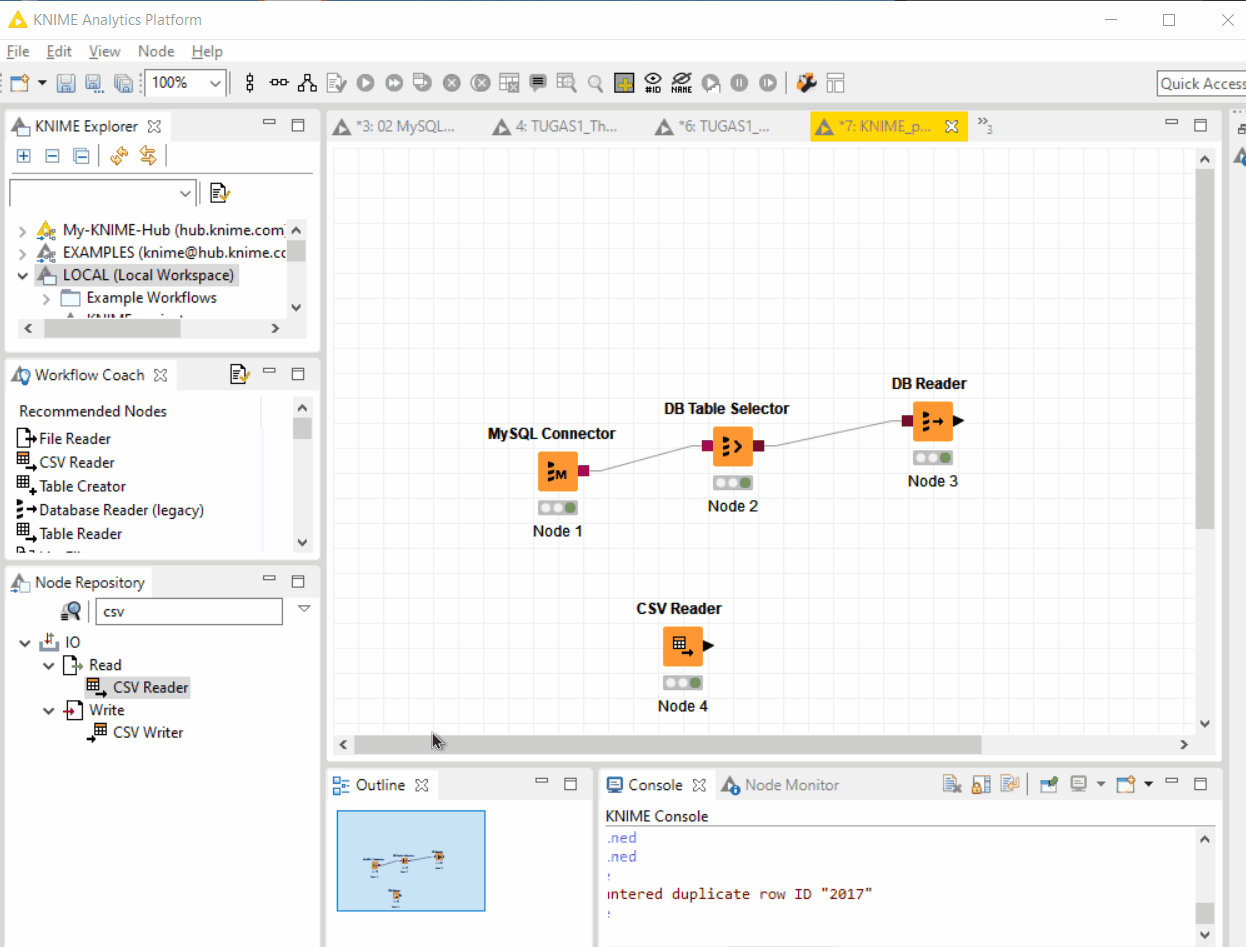 KNIME Analytics Platform
File Edit View Node Help
100%
#ID
NAME
Quick Access
KNIME Explorer
My-KNIME-Hub (hub.knime.com)
EXAMPLES (knime@hub.knime.cc
LOCAL (Local Workspace)
Example Workflows
Workflow Coach
Recommended Nodes
File Reader
CSV Reader
Table Creator
Database Reader (legacy)
Table Reader
Node Repository
csv
IO
Read
CSV Reader
Write
CSV Writer
*3: 02 MySQL...
4: TUGAS1_Th...
*6: TUGAS1_...
*7: KNIME_p...
»3
DB Reader
Node 3
DB Table Selector
Node 2
MySQL Connector
M
Node 1
CSV Reader
Node 4
Outline
Console
Node Monitor
KNIME Console
.ned
.ned
intered duplicate row ID "2017"